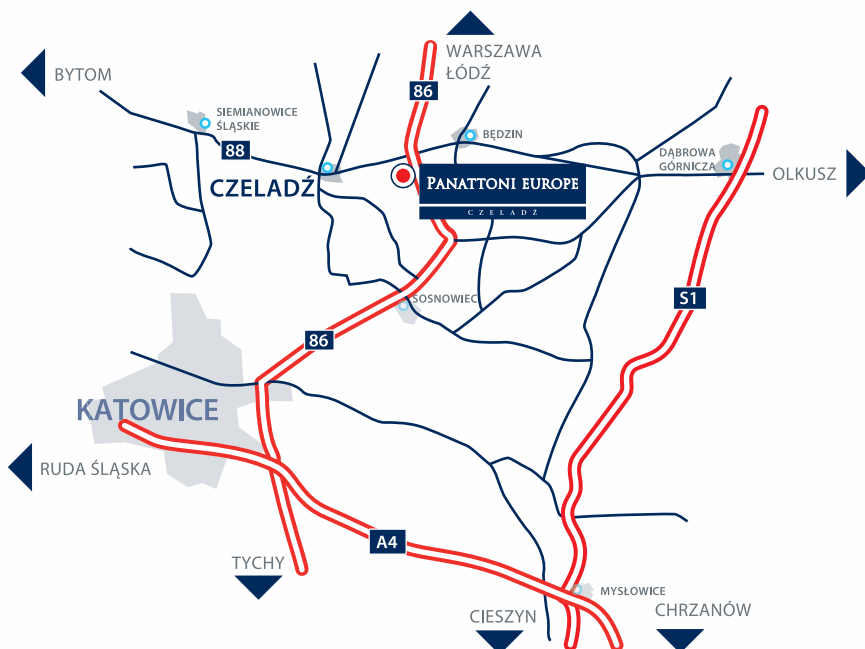 WARSZAWA
ŁÓDŹ
BYTOM
86
SIEMIANOWICE
ŚLĄSKIE
BĘDZIN
88
DĄBROWA
GÓRNICZA
OLKUSZ
CZELADŹ
PANATTONI EUROPE
CZELADŹ
SOSNOWIEC
S1
86
KATOWICE
RUDA ŚLĄSKA
A4
TYCHY
MYSŁOWICE
CIESZYN
CHRZANÓW